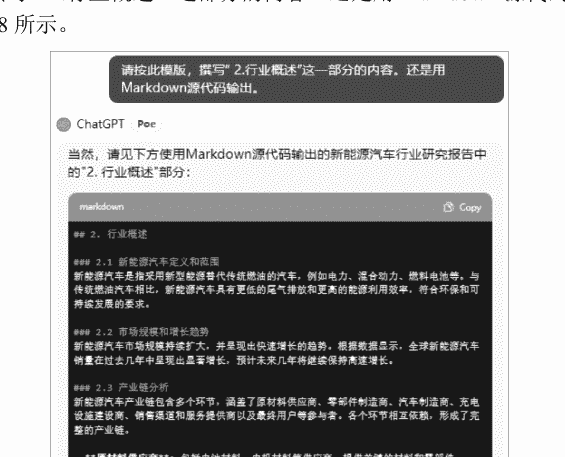 8 所示。
请按此模版，撰写“ 2.行业概述”这一部分的内容。还是用
Markdown源代码输出。
ChatGPT Poe
当然，请见下方使用Markdown源代码输出的新能源汽车行业研究报告中
的"2. 行业概述"部分：
markdown Copy
## 2. 行业概述
### 2.1 新能源汽车定义和范围
新能源汽车是指采用新型能源替代传统燃油的汽车，例如电力、混合动力、燃料电池等。与
传统燃油汽车相比，新能源汽车具有更低的尾气排放和更高的能源利用效率，符合环保和可
持续发展的要求。
### 2.2 市场规模和增长趋势
新能源汽车市场规模持续扩大，并呈现出快速增长的趋势。根据数据显示，全球新能源汽车
销量在过去几年中呈现出显著增长，预计未来几年将继续保持高速增长。
### 2.3 产业链分析
新能源汽车产业链包含多个环节，涵盖了原材料供应商、零部件制造商、汽车制造商、充电
设施建设商、销售渠道和服务提供商以及最终用户等参与者。各个环节相互依赖，形成了完
整的产业链。